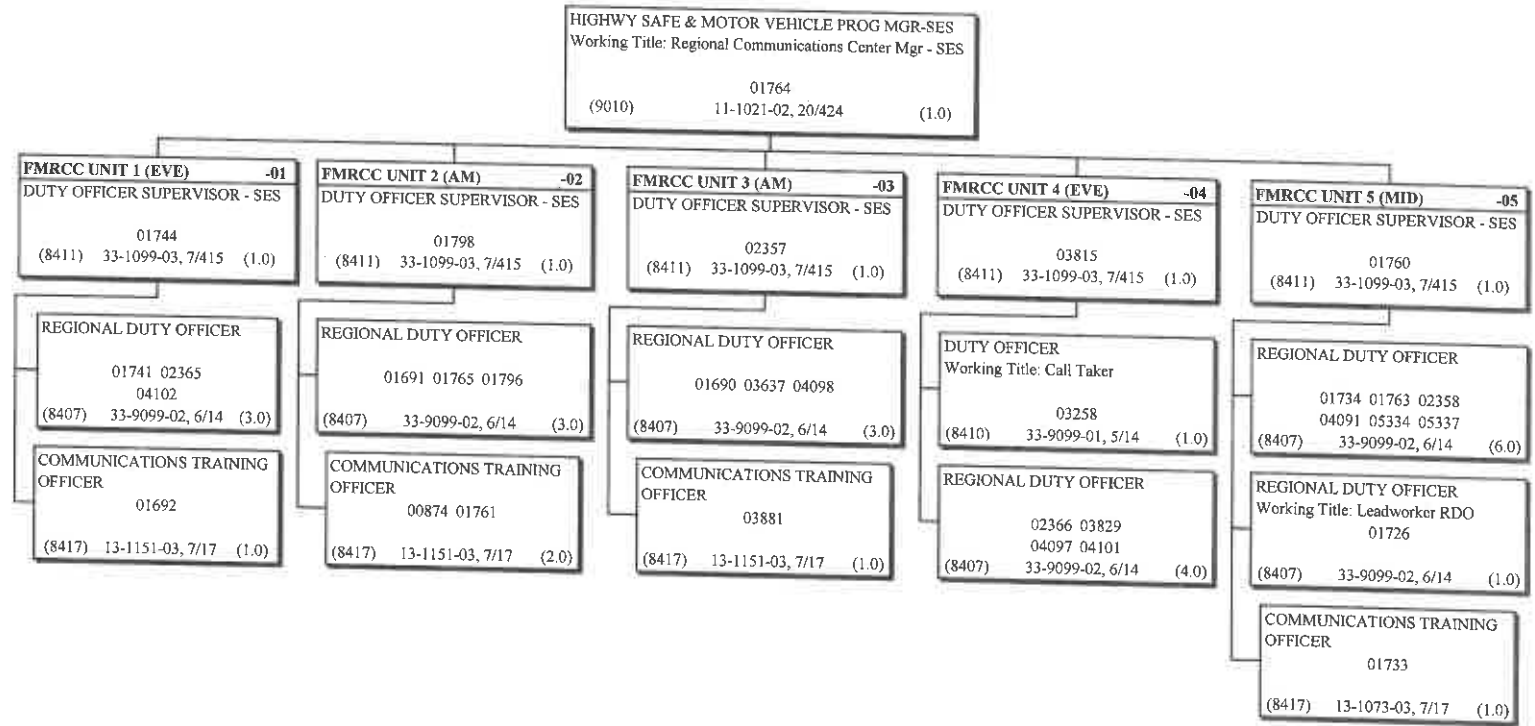 HIGHWY SAFE & MOTOR VEHICLE PROG MGR-SES
Working Title: Regional Communications Center Mgr - SES
01764
(9010) 11-1021-02, 20/424 (1.0)
FMRCC UNIT 1 (EVE) -01
DUTY OFFICER SUPERVISOR - SES
01744
(8411) 33-1099-03, 7/415 (1.0)
REGIONAL DUTY OFFICER
01741 02365
04102
(8407) 33-9099-02, 6/14 (3.0)
COMMUNICATIONS TRAINING
OFFICER
01692
(8417) 13-1151-03, 7/17 (1.0)
FMRCC UNIT 2 (AM) -02
DUTY OFFICER SUPERVISOR - SES
01798
(8411) 33-1099-03, 7/415 (1.0)
REGIONAL DUTY OFFICER
01691 01765 01796
(8407) 33-9099-02, 6/14 (3.0)
COMMUNICATIONS TRAINING
OFFICER
00874 01761
(8417) 13-1151-03, 7/17 (2.0)
FMRCC UNIT 3 (AM) -03
DUTY OFFICER SUPERVISOR - SES
02357
(8411) 33-1099-03, 7/415 (1.0)
REGIONAL DUTY OFFICER
01690 03637 04098
(8407) 33-9099-02, 6/14 (3.0)
COMMUNICATIONS TRAINING
OFFICER
03881
(8417) 13-1151-03, 7/17 (1.0)
FMRCC UNIT 4 (EVE) -04
DUTY OFFICER SUPERVISOR - SES
03815
(8411) 33-1099-03, 7/415 (1.0)
DUTY OFFICER
Working Title: Call Taker
03258
(8410) 33-9099-01, 5/14 (1.0)
REGIONAL DUTY OFFICER
02366 03829
04097 04101
(8407) 33-9099-02, 6/14 (4.0)
FMRCC UNIT 5 (MID) -05
DUTY OFFICER SUPERVISOR - SES
01760
(8411) 33-1099-03, 7/415 (1.0)
REGIONAL DUTY OFFICER
01734 01763 02358
04091 05334 05337
(8407) 33-9099-02, 6/14 (6.0)
REGIONAL DUTY OFFICER
Working Title: Leadworker RDO
01726
(8407) 33-9099-02, 6/14 (1.0)
COMMUNICATIONS TRAINING
OFFICER
01733
(8417) 13-1073-03, 7/17 (1.0)